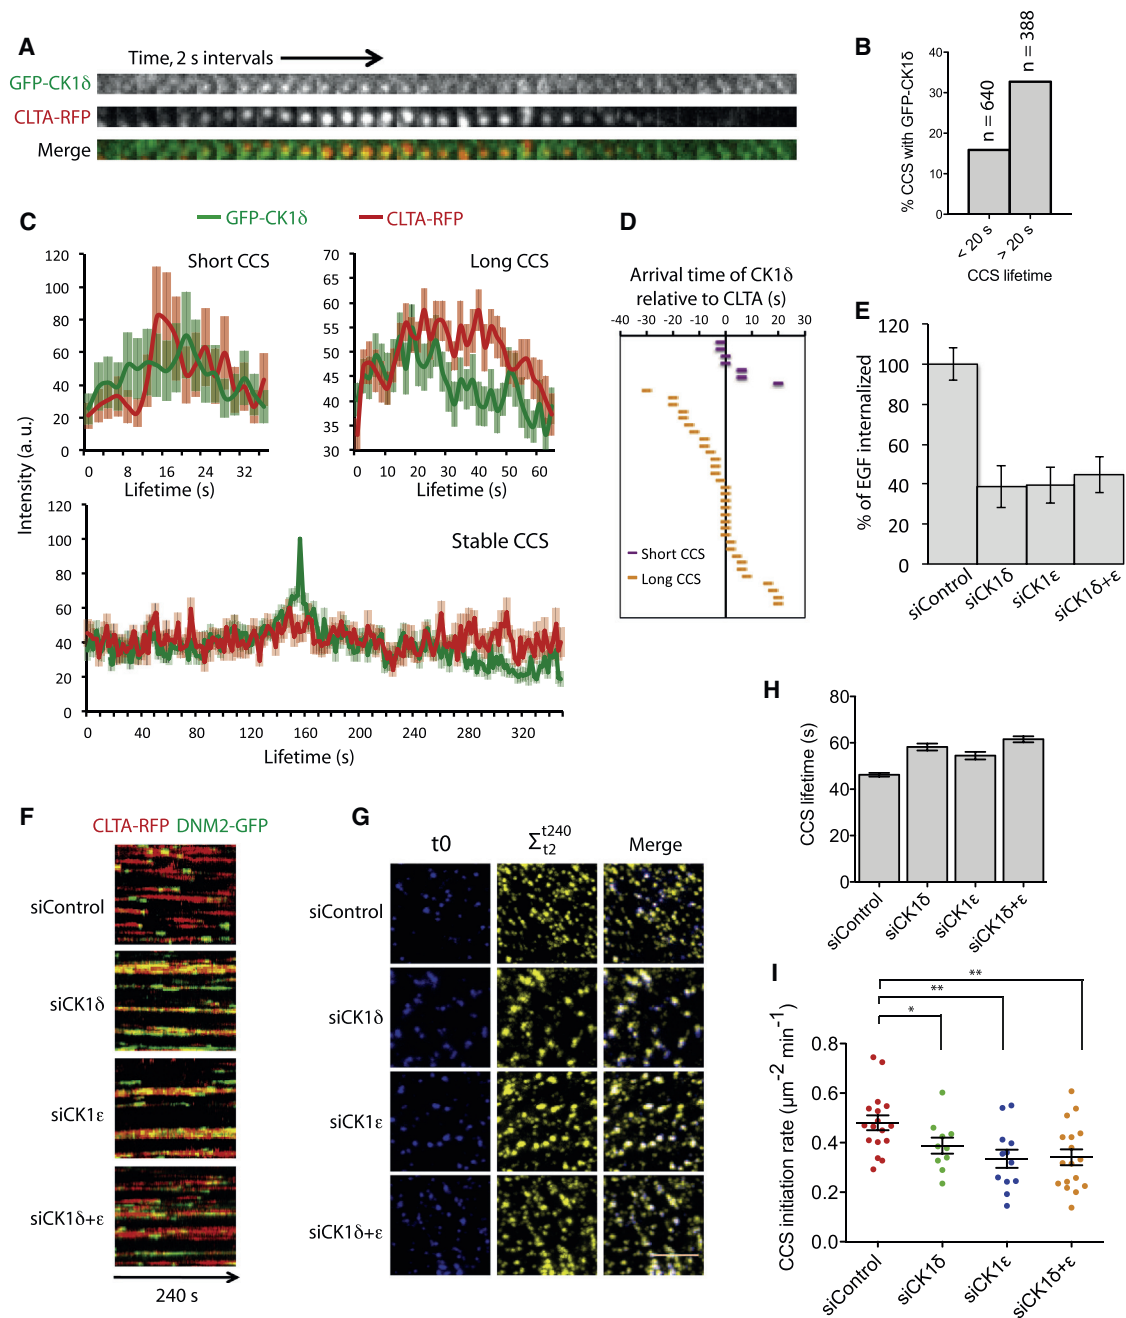 A
Time, 2 s intervals
GFP-CK1δ
CLTA-RFP
Merge
B
% CCS with GFP-CK1δ
40
30
20
10
0
n = 640
n = 388
< 20 s
> 20 s
CCS lifetime
C
GFP-CK1δ
CLTA-RFP
Intensity (a.u.)
Short CCS
120
100
80
60
40
20
0
0 8 16 24 32
Lifetime (s)
Long CCS
70
65
60
55
50
45
40
35
30
0 10 20 30 40 50 60
Lifetime (s)
Stable CCS
120
100
80
60
40
20
0
0 40 80 120 160 200 240 280 320
Lifetime (s)
D
Arrival time of CK1δ
relative to CLTA (s)
-40 -30 -20 -10 0 10 20 30
Short CCS
Long CCS
E
% of EGF internalized
120
100
80
60
40
20
0
siControl
siCK1δ
siCK1ε
siCK1δ+ε
F
CLTA-RFP DNM2-GFP
siControl
siCK1δ
siCK1ε
siCK1δ+ε
240 s
G
t0
Σ t240 t2
Merge
siControl
siCK1δ
siCK1ε
siCK1δ+ε
H
CCS lifetime (s)
80
60
40
20
0
siControl
siCK1δ
siCK1ε
siCK1δ+ε
I
**
**
*
CCS initiation rate (μm⁻² min⁻¹)
0.8
0.6
0.4
0.2
0.0
siControl
siCK1δ
siCK1ε
siCK1δ+ε